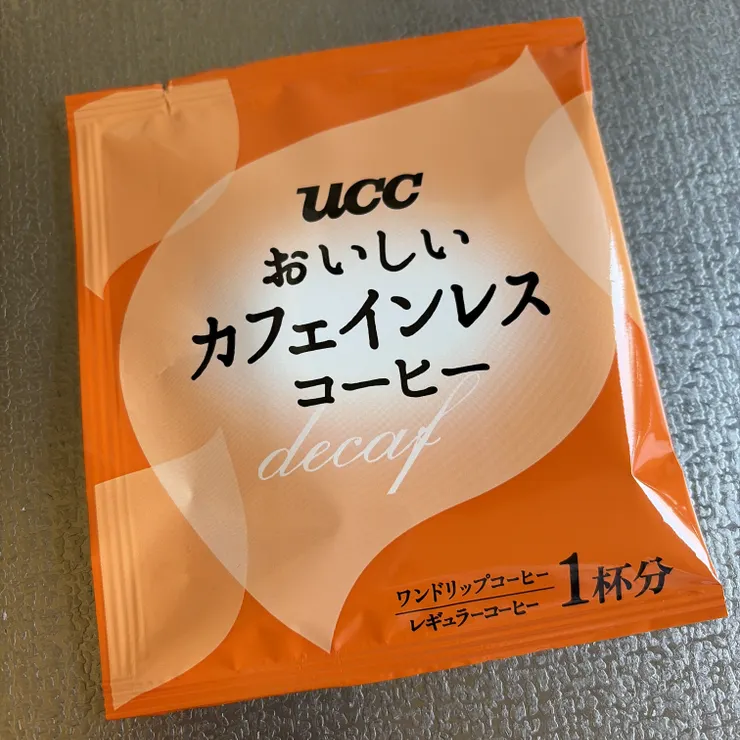 UCC
おいしい
カフェインレス
コーヒー
decaf
ワンドリップコーヒー
レギュラーコーヒー
1杯分